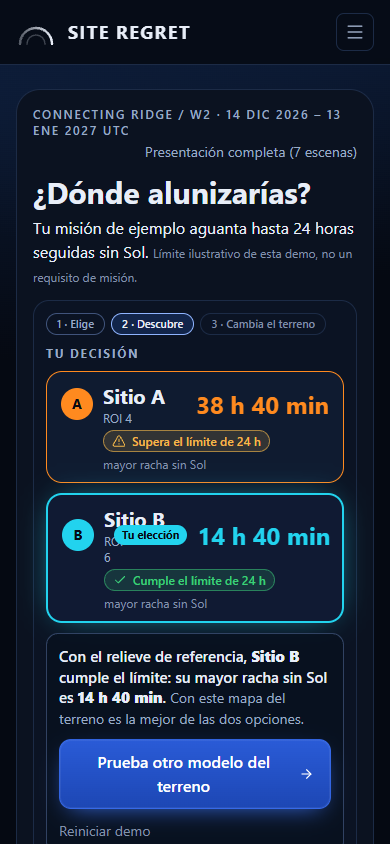 SITE REGRET
CONNECTING RIDGE / W2 · 14 DIC 2026 – 13
ENE 2027 UTC
Presentación completa (7 escenas)
¿Dónde alunizarías?
Tu misión de ejemplo aguanta hasta 24 horas
seguidas sin Sol. Límite ilustrativo de esta demo, no un
requisito de misión.
1 · Elige
2 · Descubre
3 · Cambia el terreno
TU DECISIÓN
A
Sitio A
38 h 40 min
ROI 4
Supera el límite de 24 h
mayor racha sin Sol
B
Sitio B
Tu elección
14 h 40 min
6
Cumple el límite de 24 h
mayor racha sin Sol
Con el relieve de referencia, Sitio B
cumple el límite: su mayor racha sin Sol
es 14 h 40 min. Con este mapa del
terreno es la mejor de las dos opciones.
Prueba otro modelo del
terreno
Reiniciar demo